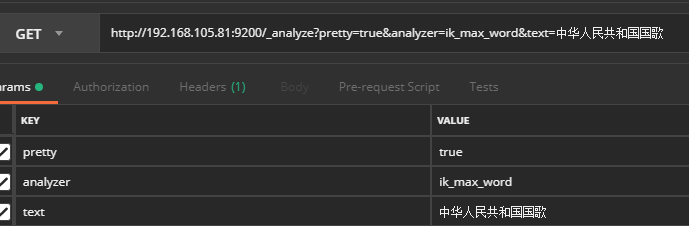 GET http://192.168.105.81:9200/_analyze?pretty=true&analyzer=ik_max_word&text=中华人民共和国国歌
arams Authorization Headers (1) Body Pre-request Script Tests
KEY VALUE
pretty true
analyzer ik_max_word
text 中华人民共和国国歌